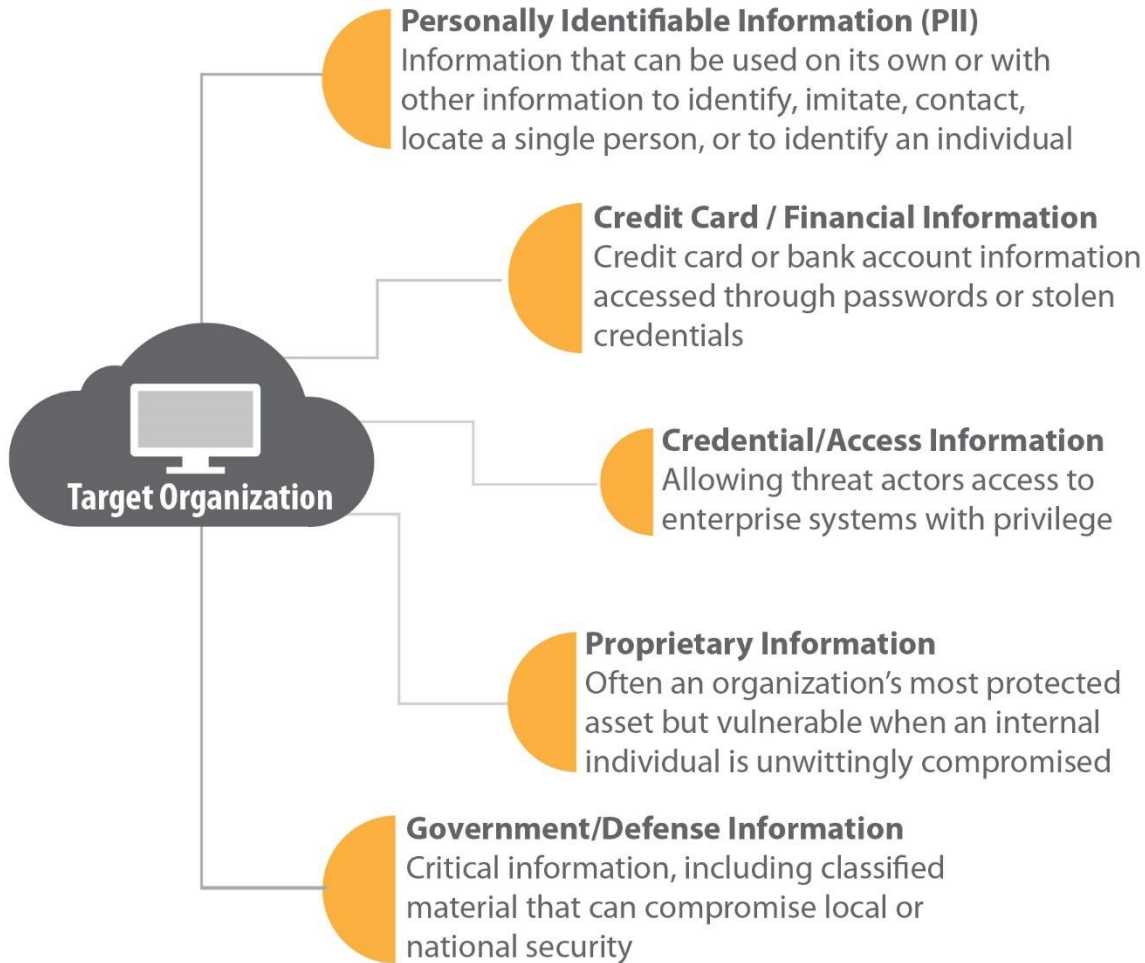 Personally Identifiable Information (PII)
Information that can be used on its own or with
other information to identify, imitate, contact,
locate a single person, or to identify an individual
Credit Card / Financial Information
Credit card or bank account information
accessed through passwords or stolen
credentials
Target Organization
Credential/Access Information
Allowing threat actors access to
enterprise systems with privilege
Proprietary Information
Often an organization’s most protected
asset but vulnerable when an internal
individual is unwittingly compromised
Government/Defense Information
Critical information, including classified
material that can compromise local or
national security